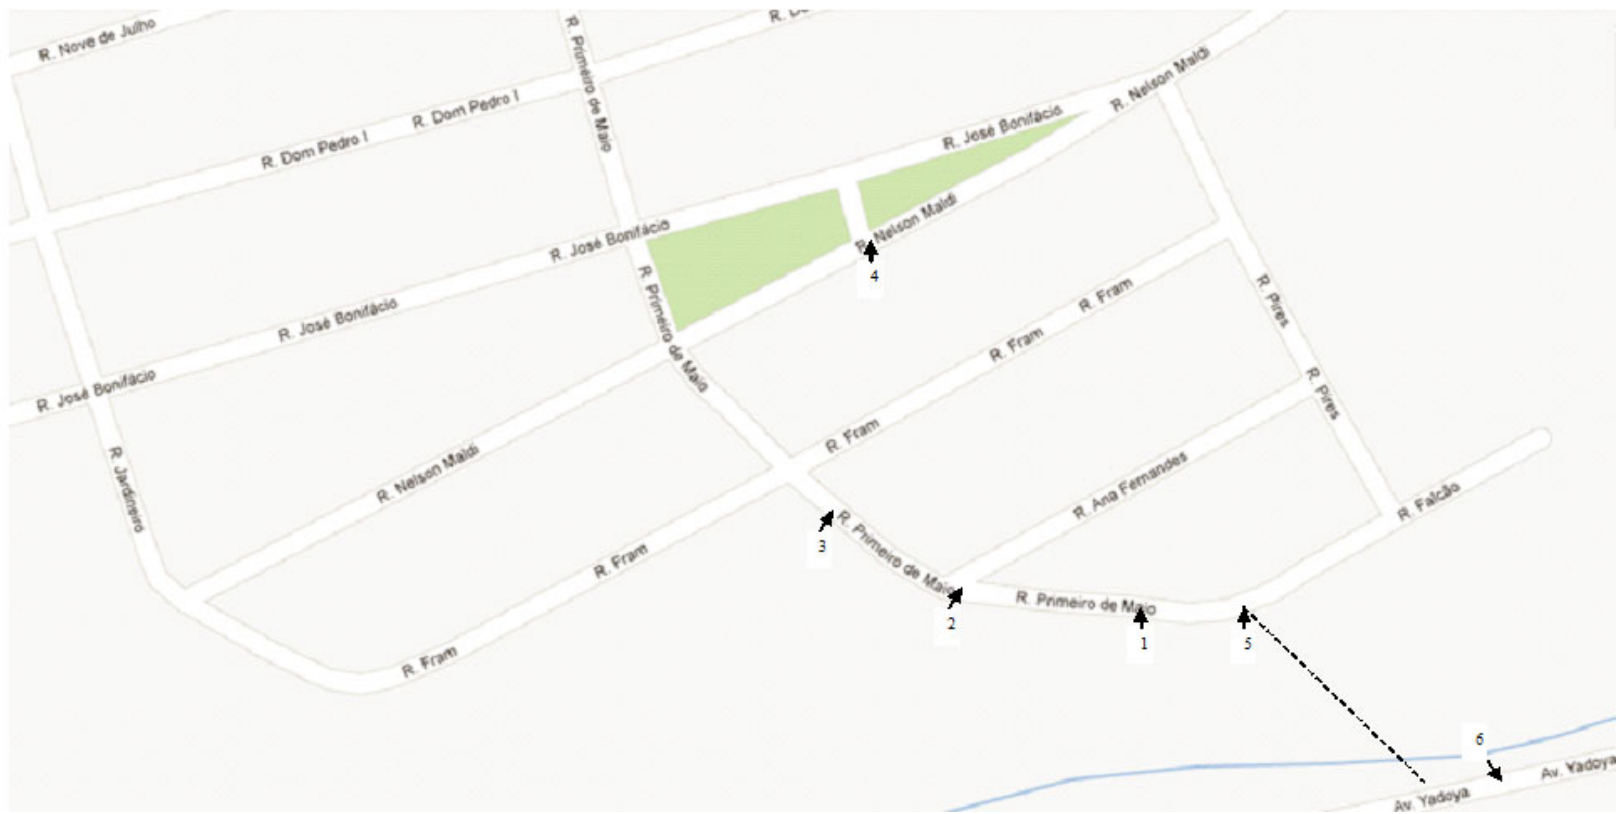 R. Nove de Julho
R. Primeiro de Maio
R. Nelson Maldi
R. Dom Pedro I
R. Dom Pedro I
R. José Bonifácio
R. José Bonifácio
R. Nelson Maldi
R. José Bonifácio
R. José Bonifácio
4
R. Primeiro de Maio
R. Fram
R. Pires
R. Fram
R. Pires
R. Fram
R. Jardineiro
R. Nelson Maldi
R. Ana Fernandes
R. Falcão
3
R. Primeiro de Maio
R. Fram
R. Primeiro de Maio
2
1
5
R. Fram
6
Av. Yadoya
Av. Yadoya